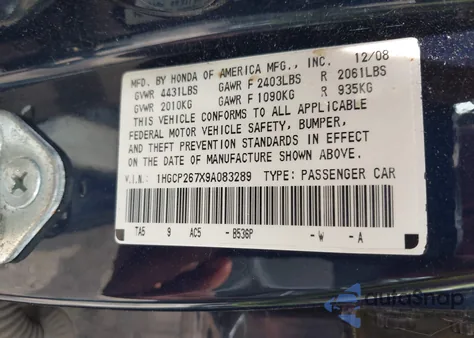 MFD. BY HONDA OF AMERICA MFG., INC. 12/08
GVWR 4431LBS GAWR F 2403LBS R 2061LBS
GVWR 2010KG GAWR F 1090KG R 935KG
THIS VEHICLE CONFORMS TO ALL APPLICABLE
FEDERAL MOTOR VEHICLE SAFETY, BUMPER,
AND THEFT PREVENTION STANDARDS IN EFFECT
ON THE DATE OF MANUFACTURE SHOWN ABOVE.
V.I.N.: 1HGCP267X9A083289 TYPE: PASSENGER CAR
TA5 9 AC5 - B536P - W - A
autoSnap